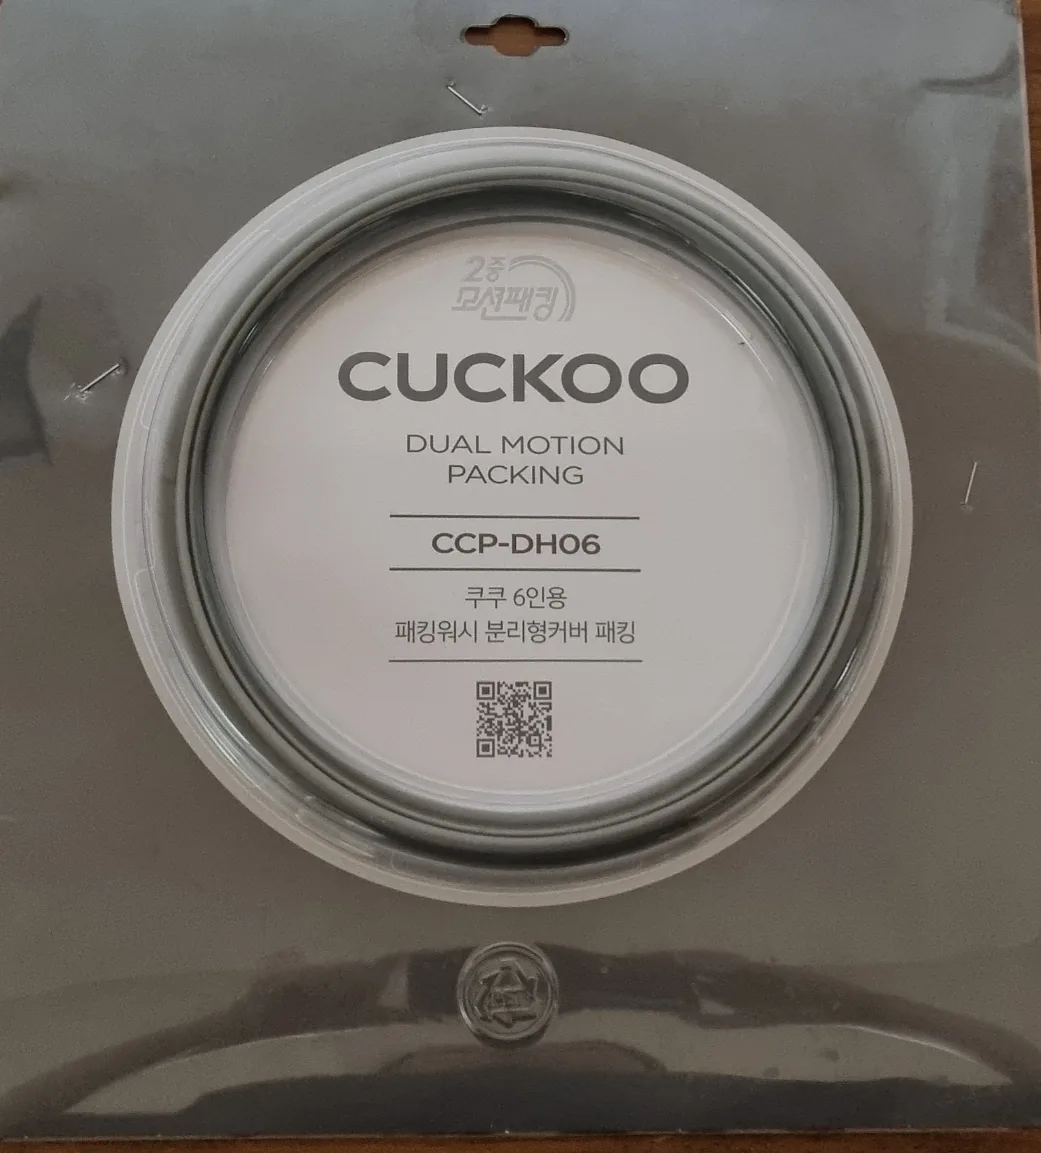 2중
모션패킹
CUCKOO
DUAL MOTION
PACKING
CCP-DH06
쿠쿠 6인용
패킹워시 분리형커버 패킹